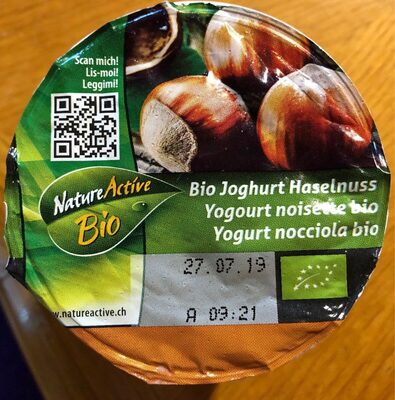 Scan mich!
Lis-moi!
Leggimi!
NatureActive
Bio
Bio Joghurt Haselnuss
Yogourt noisette bio
Yogurt nocciola bio
27.07.19
A 09:21
w.natureactive.ch